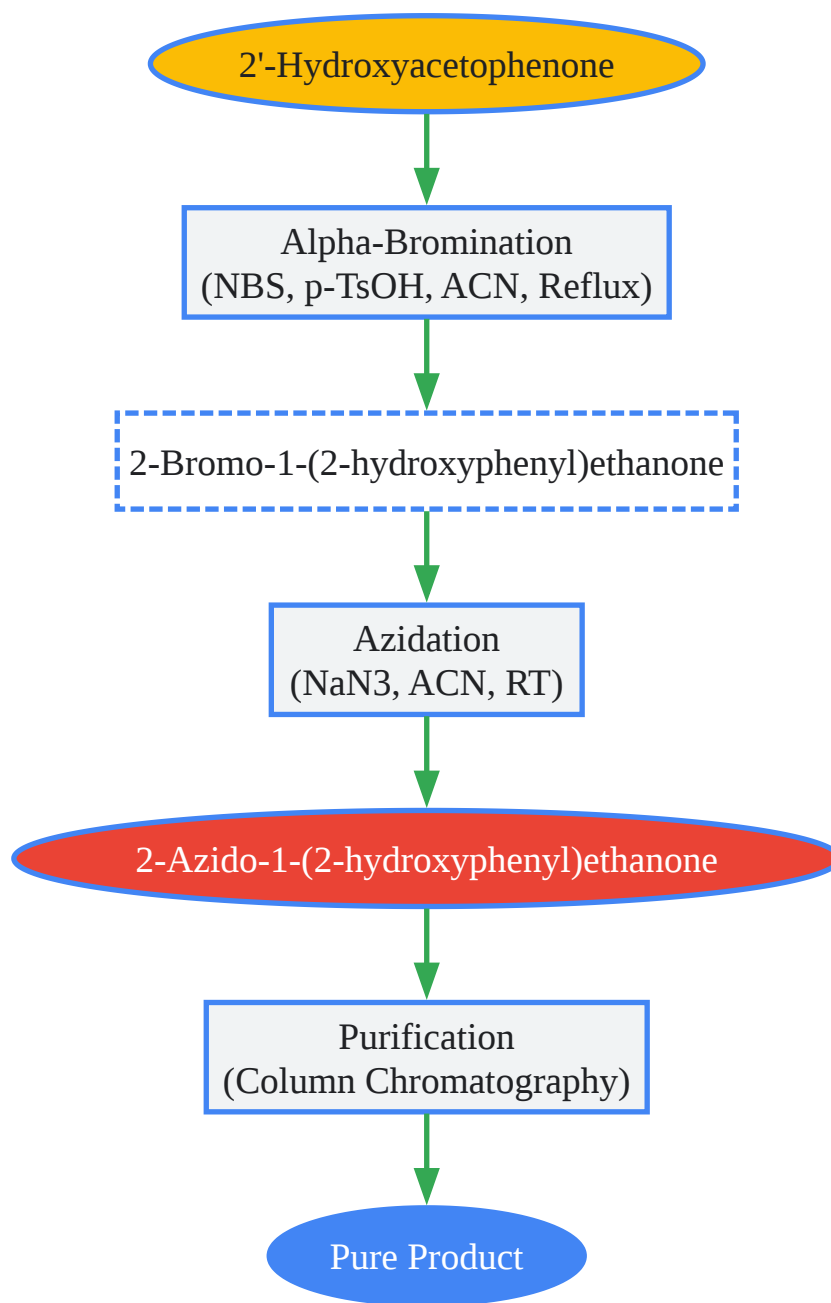 2'-Hydroxyacetophenone
Alpha-Bromination
(NBS, p-TsOH, ACN, Reflux)
2-Bromo-1-(2-hydroxyphenyl)ethanone
Azidation
(NaN3, ACN, RT)
2-Azido-1-(2-hydroxyphenyl)ethanone
Purification
(Column Chromatography)
Pure Product